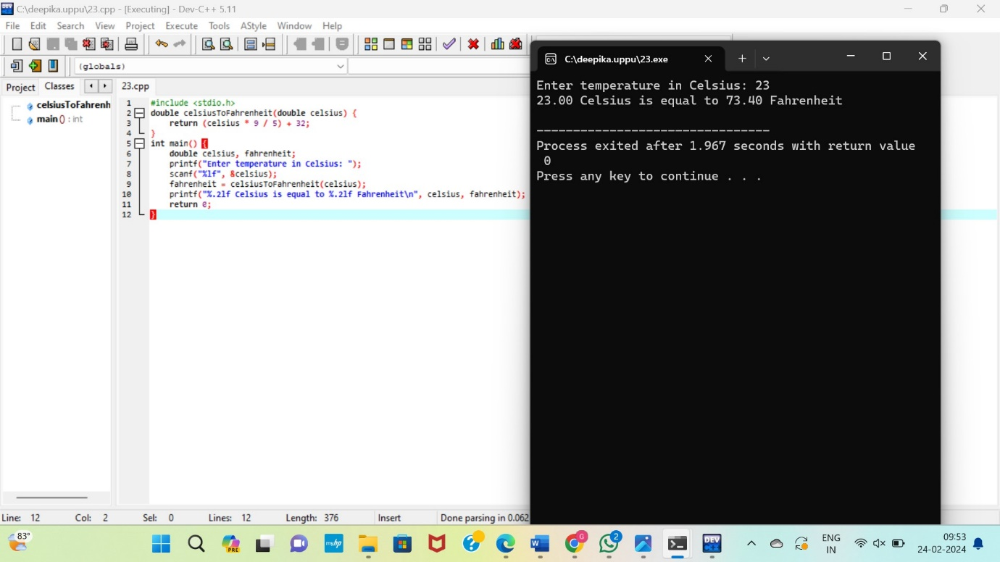 C:\deepika.uppu\23.cpp - [Executing] - Dev-C++ 5.11
File Edit Search View Project Execute Tools AStyle Window Help
(globals)
Project Classes
celsiusToFahrenh
main () : int
23.cpp
1 #include <stdio.h>
2 double celsiusToFahrenheit(double celsius) {
3 return (celsius * 9 / 5) + 32;
4 }
5 int main() {
6 double celsius, fahrenheit;
7 printf("Enter temperature in Celsius: ");
8 scanf("%lf", &celsius);
9 fahrenheit = celsiusToFahrenheit(celsius);
10 printf("%.2lf Celsius is equal to %.2lf Fahrenheit\n", celsius, fahrenheit);
11 return 0;
12 }
C:\deepika.uppu\23.exe
Enter temperature in Celsius: 23
23.00 Celsius is equal to 73.40 Fahrenheit
--------------------------------
Process exited after 1.967 seconds with return value
0
Press any key to continue . . .
Line: 12 Col: 2 Sel: 0 Lines: 12 Length: 376 Insert Done parsing in 0.062
83°
PRE
myhp
W
G
2
DEV
ENG
IN
09:53
24-02-2024